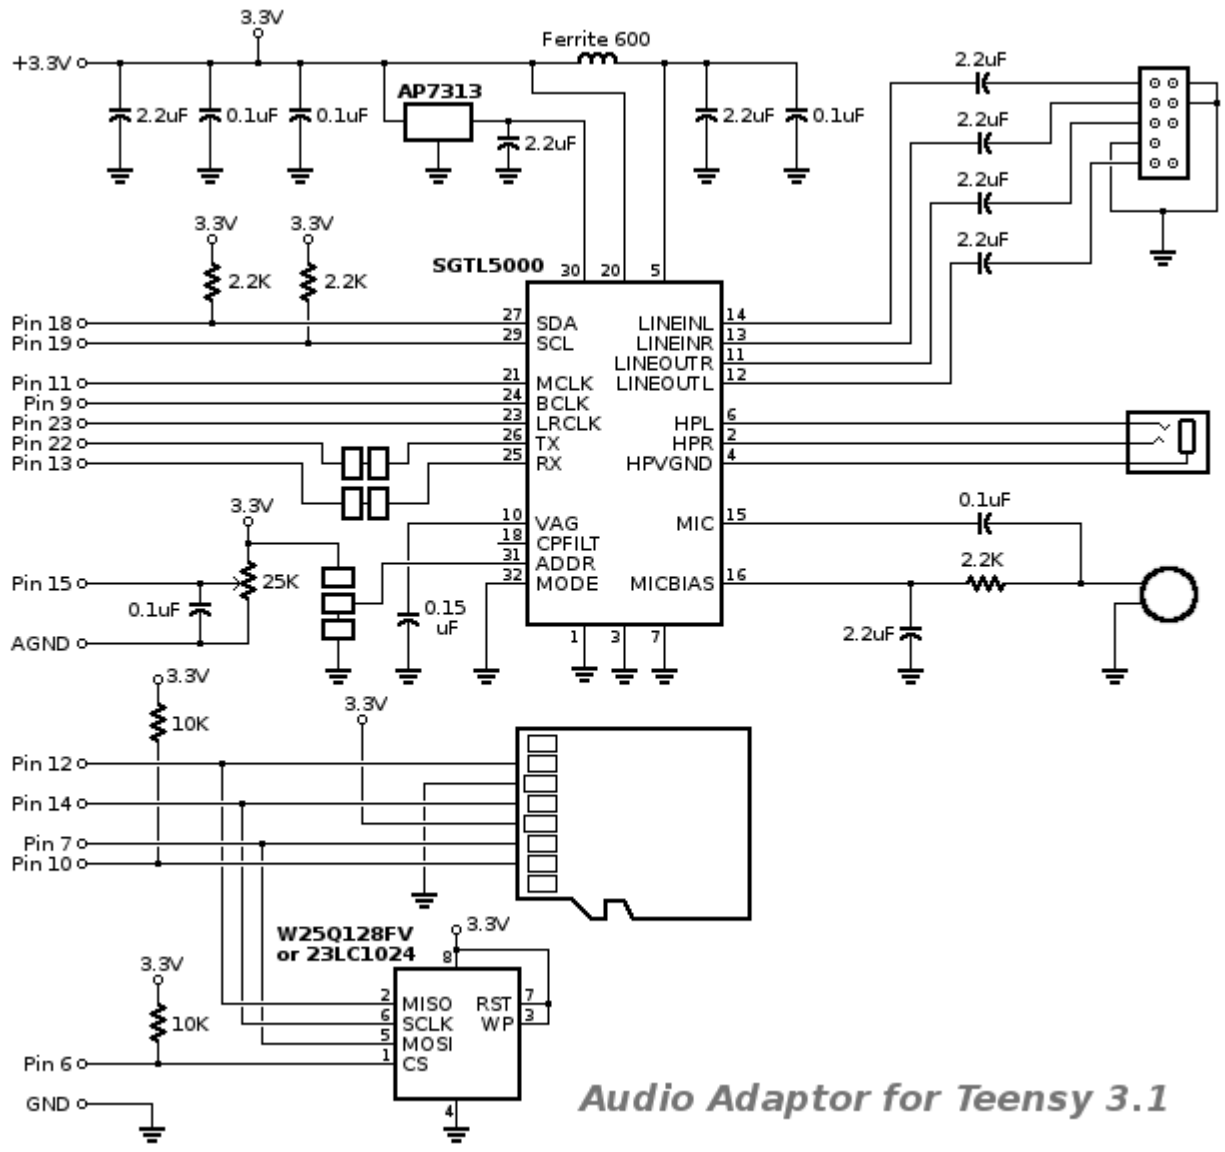 3.3V
Ferrite 600
+3.3V
2.2uF
0.1uF
0.1uF
AP7313
2.2uF
2.2uF
0.1uF
2.2uF
2.2uF
2.2uF
2.2uF
3.3V
3.3V
2.2K
2.2K
SGTL5000
30
20
5
Pin 18
27
SDA
LINEINL
14
Pin 19
29
SCL
LINEINR
13
LINEOUTR
11
Pin 11
21
MCLK
LINEOUTL
12
Pin 9
24
BCLK
Pin 23
23
LRCLK
HPL
6
Pin 22
26
TX
HPR
2
Pin 13
25
RX
HPVGND
4
3.3V
10
VAG
MIC
15
0.1uF
18
CPFILT
31
ADDR
Pin 15
25K
32
MODE
MICBIAS
16
2.2K
0.1uF
0.15
uF
2.2uF
AGND
1
3
7
3.3V
10K
3.3V
Pin 12
Pin 14
Pin 7
Pin 10
W25Q128FV
or 23LC1024
3.3V
8
3.3V
10K
2
MISO
RST
7
6
SCLK
WP
3
5
MOSI
Pin 6
1
CS
GND
4
Audio Adaptor for Teensy 3.1